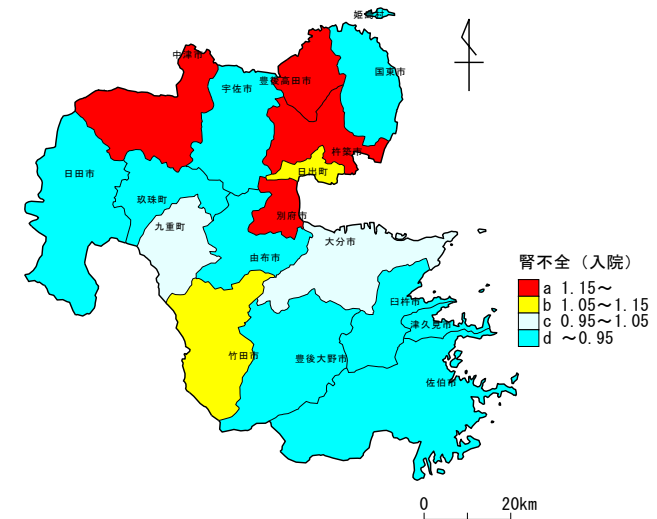 姫島村
中津市
豊後高田市
国東市
宇佐市
杵築市
日出町
日田市
玖珠町
別府市
九重町
大分市
由布市
腎不全（入院）
a 1.15～
b 1.05～1.15
c 0.95～1.05
d ～0.95
臼杵市
津久見市
竹田市
豊後大野市
佐伯市
0 20km